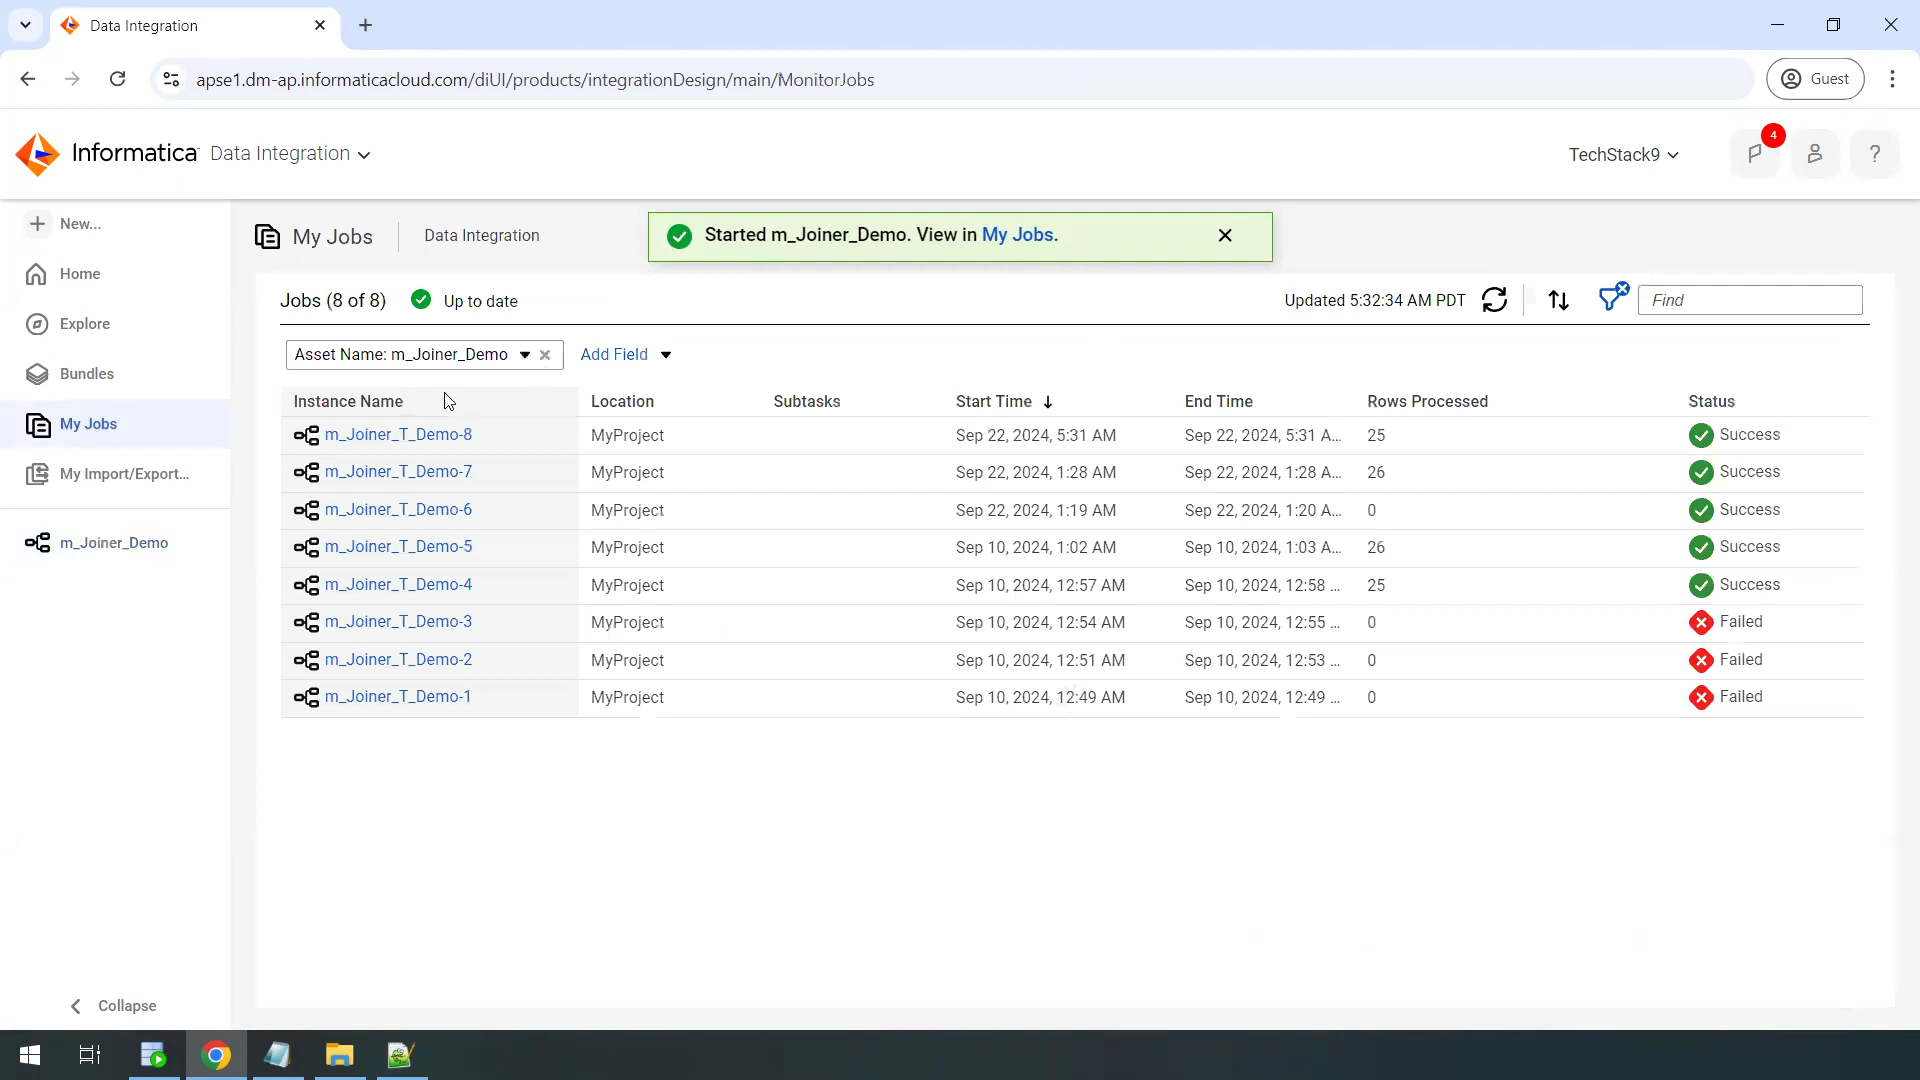 Data Integration
apse1.dm-ap.informaticacloud.com/diUI/products/integrationDesign/main/MonitorJobs
Guest
Informatica Data Integration
TechStack9
4
?
New...
Home
Explore
Bundles
My Jobs
My Import/Export...
m_Joiner_Demo
Collapse
My Jobs
Data Integration
Started m_Joiner_Demo. View in My Jobs.
Jobs (8 of 8)
Up to date
Updated 5:32:34 AM PDT
Find
Asset Name: m_Joiner_Demo
Add Field
Instance Name Location Subtasks Start Time End Time Rows Processed Status
m_Joiner_T_Demo-8 MyProject Sep 22, 2024, 5:31 AM Sep 22, 2024, 5:31 A... 25 Success
m_Joiner_T_Demo-7 MyProject Sep 22, 2024, 1:28 AM Sep 22, 2024, 1:28 A... 26 Success
m_Joiner_T_Demo-6 MyProject Sep 22, 2024, 1:19 AM Sep 22, 2024, 1:20 A... 0 Success
m_Joiner_T_Demo-5 MyProject Sep 10, 2024, 1:02 AM Sep 10, 2024, 1:03 A... 26 Success
m_Joiner_T_Demo-4 MyProject Sep 10, 2024, 12:57 AM Sep 10, 2024, 12:58 ... 25 Success
m_Joiner_T_Demo-3 MyProject Sep 10, 2024, 12:54 AM Sep 10, 2024, 12:55 ... 0 Failed
m_Joiner_T_Demo-2 MyProject Sep 10, 2024, 12:51 AM Sep 10, 2024, 12:53 ... 0 Failed
m_Joiner_T_Demo-1 MyProject Sep 10, 2024, 12:49 AM Sep 10, 2024, 12:49 ... 0 Failed